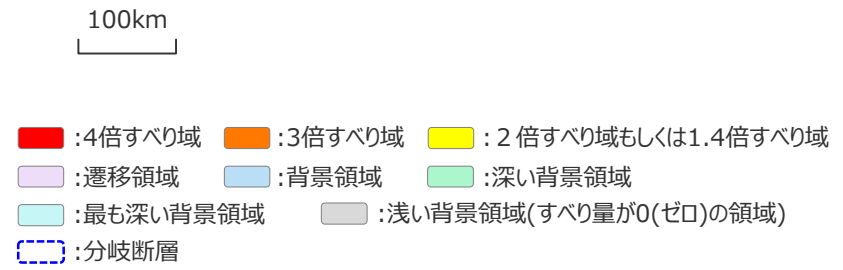 100km
:4倍すべり域 :3倍すべり域 :２倍すべり域もしくは1.4倍すべり域
:遷移領域 :背景領域 :深い背景領域
:最も深い背景領域 :浅い背景領域(すべり量が0(ゼロ)の領域)
:分岐断層